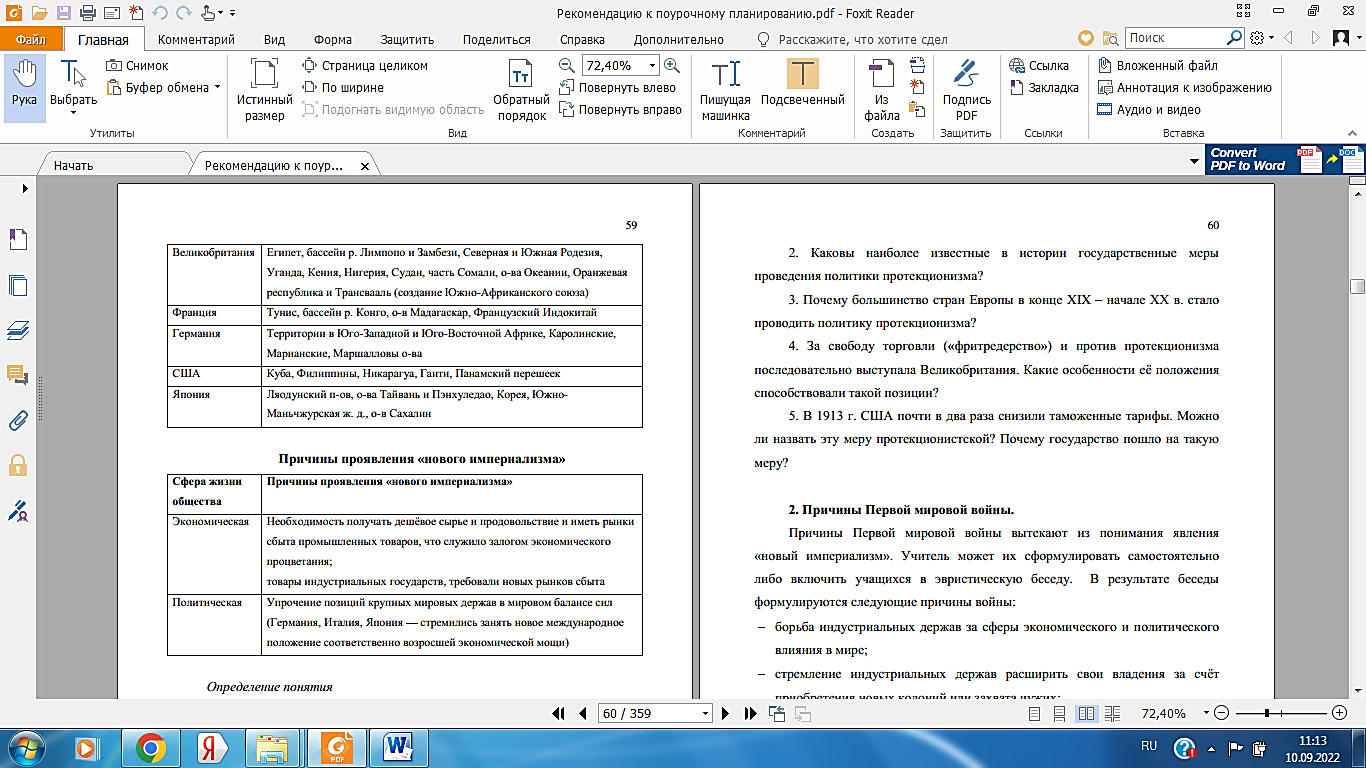 Рекомендацию к поурочному планированию.pdf - Foxit Reader
Файл Главная Комментарий Вид Форма Защитить Поделиться Справка Дополнительно Расскажите, что хотите сдел Поиск
Рука
Выбрать
Снимок
Буфер обмена
Утилиты
Истинный размер
Страница целиком
По ширине
Подогнать видимую область
Обратный порядок
72,40%
Повернуть влево
Повернуть вправо
Вид
Пишущая машинка
Подсвеченный
Комментарий
Из файла
Создать
Подпись PDF
Защитить
Ссылка
Закладка
Ссылки
Вложенный файл
Аннотация к изображению
Аудио и видео
Вставка
Начать
Рекомендацию к поур...
Convert
PDF to Word
PDF DOC
59
Великобритания Египет, бассейн р. Лимпопо и Замбези, Северная и Южная Родезия,
Уганда, Кения, Нигерия, Судан, часть Сомали, о-ва Океании, Оранжевая
республика и Трансвааль (создание Южно-Африканского союза)
Франция Тунис, бассейн р. Конго, о-в Мадагаскар, Французский Индокитай
Германия Территории в Юго-Западной и Юго-Восточной Африке, Каролинские,
Марианские, Маршалловы о-ва
США Куба, Филиппины, Никарагуа, Гаити, Панамский перешеек
Япония Ляодунский п-ов, о-ва Тайвань и Пэнхуледао, Корея, Южно-
Маньчжурская ж. д., о-в Сахалин
Причины проявления «нового империализма»
Сфера жизни общества Причины проявления «нового империализма»
Экономическая Необходимость получать дешёвое сырье и продовольствие и иметь рынки
сбыта промышленных товаров, что служило залогом экономического
процветания;
товары индустриальных государств, требовали новых рынков сбыта
Политическая Упрочение позиций крупных мировых держав в мировом балансе сил
(Германия, Италия, Япония — стремились занять новое международное
положение соответственно возросшей экономической мощи)
Определение понятия
60
2. Каковы наиболее известные в истории государственные меры
проведения политики протекционизма?
3. Почему большинство стран Европы в конце XIX – начале XX в. стало
проводить политику протекционизма?
4. За свободу торговли («фритредерство») и против протекционизма
последовательно выступала Великобритания. Какие особенности её положения
способствовали такой позиции?
5. В 1913 г. США почти в два раза снизили таможенные тарифы. Можно
ли назвать эту меру протекционистской? Почему государство пошло на такую
меру?
2. Причины Первой мировой войны.
Причины Первой мировой войны вытекают из понимания явления
«новый империализм». Учитель может их сформулировать самостоятельно
либо включить учащихся в эвристическую беседу. В результате беседы
формулируются следующие причины войны:
– борьба индустриальных держав за сферы экономического и политического
влияния в мире;
– стремление индустриальных держав расширить свои владения за счёт
приобретения новых колоний или захвата чужих;
60 / 359
72,40%
RU
11:13
10.09.2022